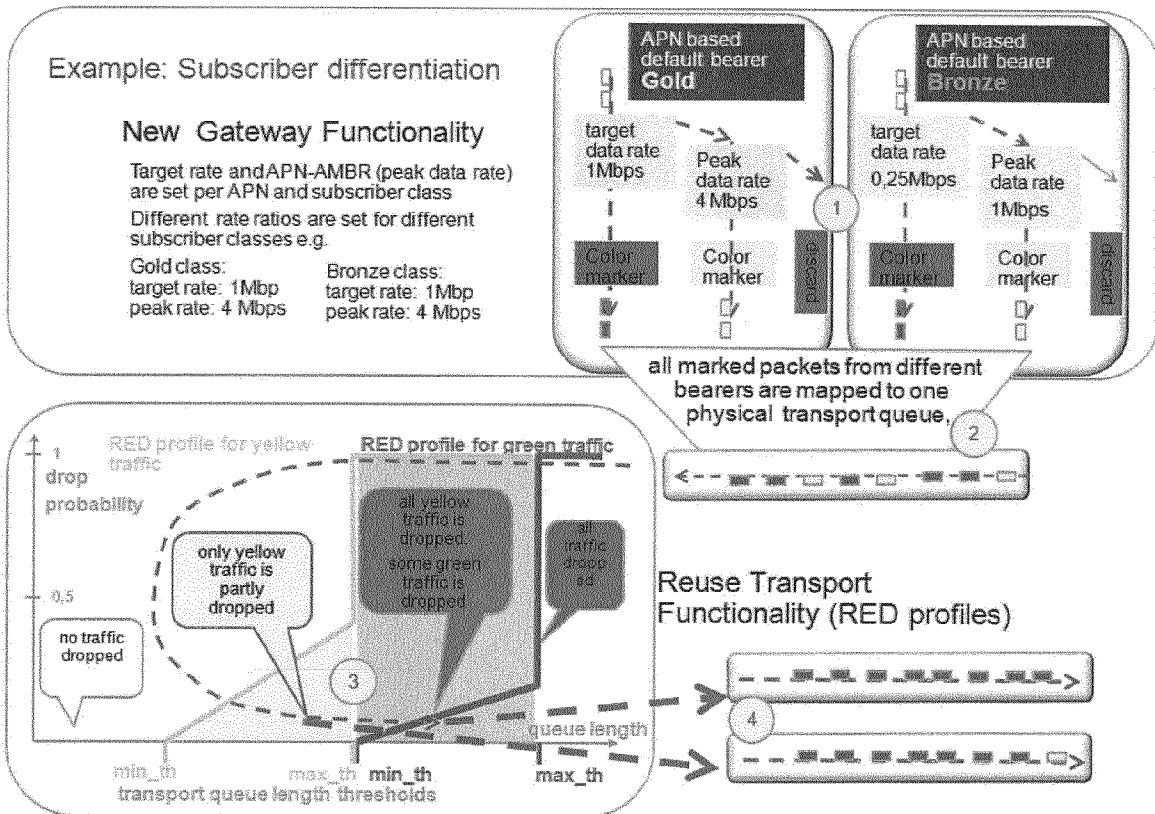 Example: Subscriber differentiation
New Gateway Functionality
Target rate and APN-AMBR (peak data rate)
are set per APN and subscriber class
Different rate ratios are set for different
subscriber classes e.g.
Gold class:
target rate: 1Mbp
peak rate: 4 Mbps
Bronze class:
target rate: 1Mbp
peak rate: 4 Mbps
APN based
default bearer
Gold
target
data rate
1Mbps
Peak
data rate
4 Mbps
Color
marker
Color
marker
discard
1
APN based
default bearer
Bronze
target
data rate
0,25Mbps
Peak
data rate
1Mbps
Color
marker
Color
marker
discard
all marked packets from different
bearers are mapped to one
physical transport queue,
2
RED profile for yellow
traffic
RED profile for green traffic
1
drop
probability
0,5
no traffic
dropped
only yellow
traffic is
partly
dropped
all yellow
traffic is
dropped,
some green
traffic is
dropped
all
traffic
dropp
ed
3
queue length
min_th
max_th
min_th
max_th
transport queue length thresholds
Reuse Transport
Functionality (RED profiles)
4